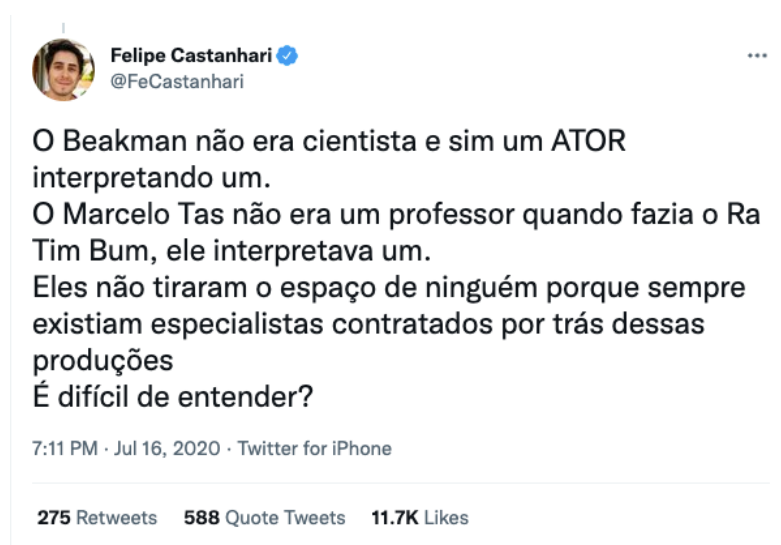 Felipe Castanhari
@FeCastanhari
O Beakman não era cientista e sim um ATOR
interpretando um.
O Marcelo Tas não era um professor quando fazia o Ra
Tim Bum, ele interpretava um.
Eles não tiraram o espaço de ninguém porque sempre
existiam especialistas contratados por trás dessas
produções
É difícil de entender?
7:11 PM · Jul 16, 2020 · Twitter for iPhone
275 Retweets 588 Quote Tweets 11.7K Likes